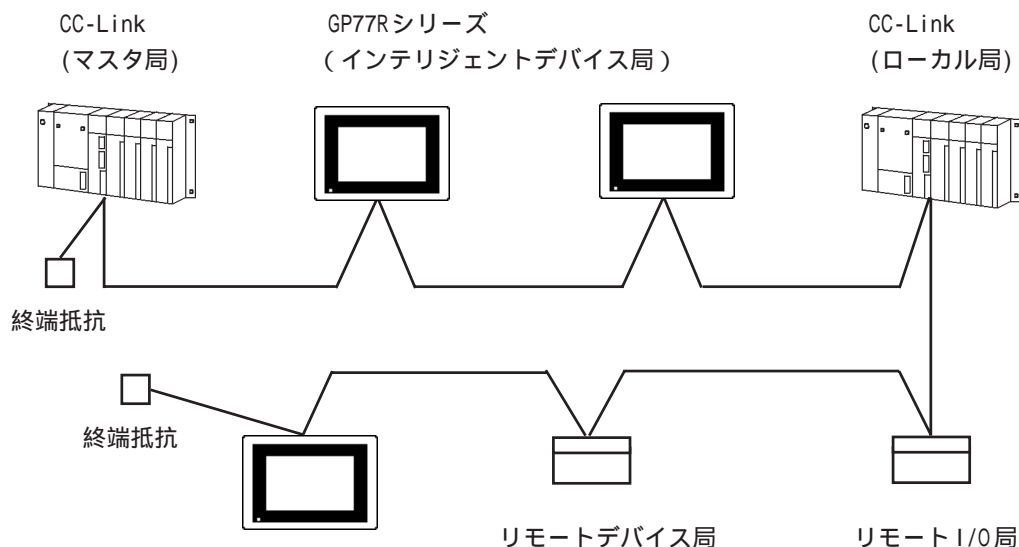 CC-Link
(マスタ局)
GP77Rシリーズ
(インテリジェントデバイス局)
CC-Link
(ローカル局)
終端抵抗
終端抵抗
リモートデバイス局
リモートI/O局